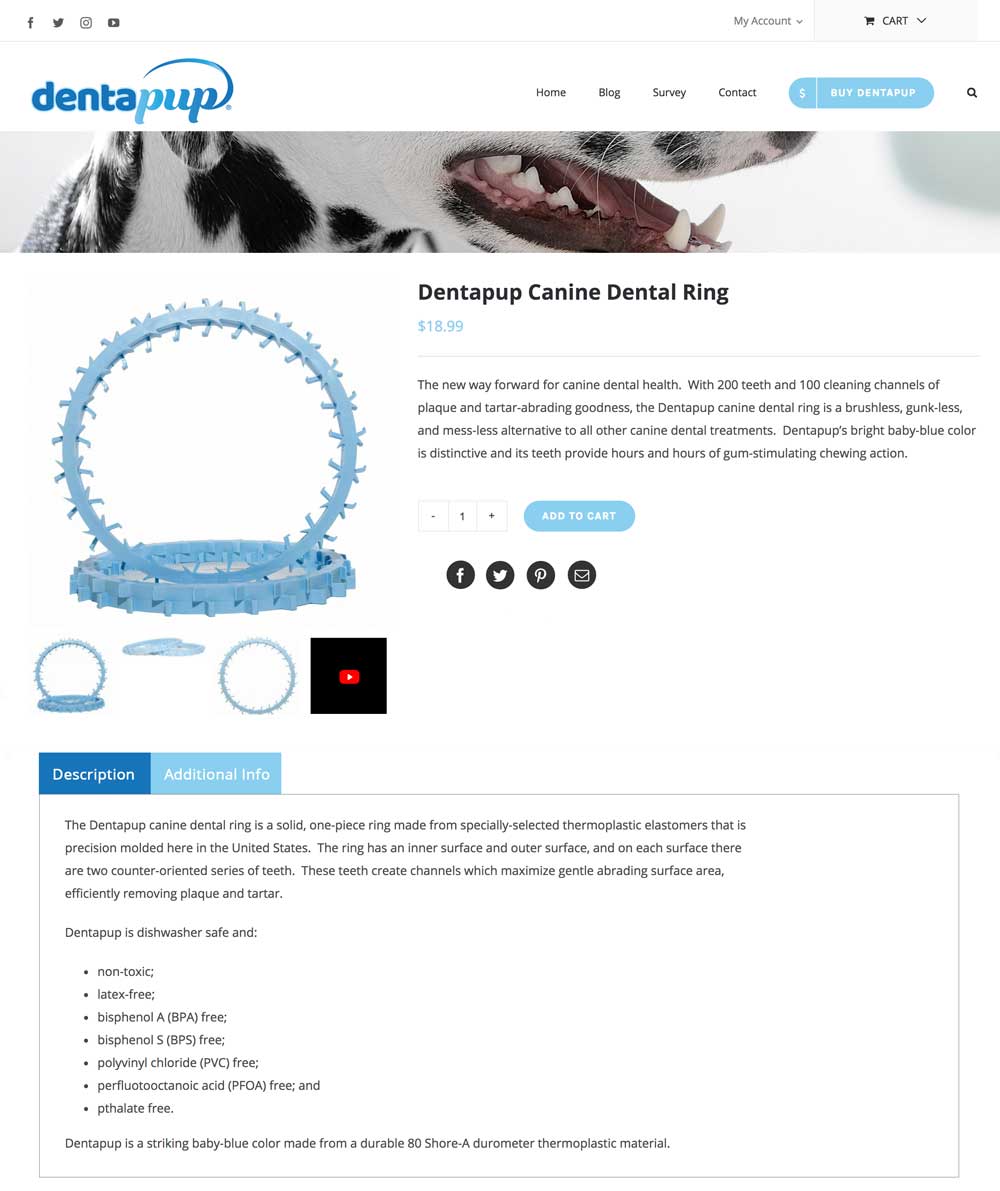 My Account
CART
dentapup®
Home
Blog
Survey
Contact
$ BUY DENTAPUP
Dentapup Canine Dental Ring
$18.99
The new way forward for canine dental health.  With 200 teeth and 100 cleaning channels of
plaque and tartar-abrading goodness, the Dentapup canine dental ring is a brushless, gunk-less,
and mess-less alternative to all other canine dental treatments.  Dentapup’s bright baby-blue color
is distinctive and its teeth provide hours and hours of gum-stimulating chewing action.
- 1 +
ADD TO CART
Description
Additional Info
The Dentapup canine dental ring is a solid, one-piece ring made from specially-selected thermoplastic elastomers that is
precision molded here in the United States.  The ring has an inner surface and outer surface, and on each surface there
are two counter-oriented series of teeth.  These teeth create channels which maximize gentle abrading surface area,
efficiently removing plaque and tartar.
Dentapup is dishwasher safe and:
• non-toxic;
• latex-free;
• bisphenol A (BPA) free;
• bisphenol S (BPS) free;
• polyvinyl chloride (PVC) free;
• perfluotooctanoic acid (PFOA) free; and
• pthalate free.
Dentapup is a striking baby-blue color made from a durable 80 Shore-A durometer thermoplastic material.